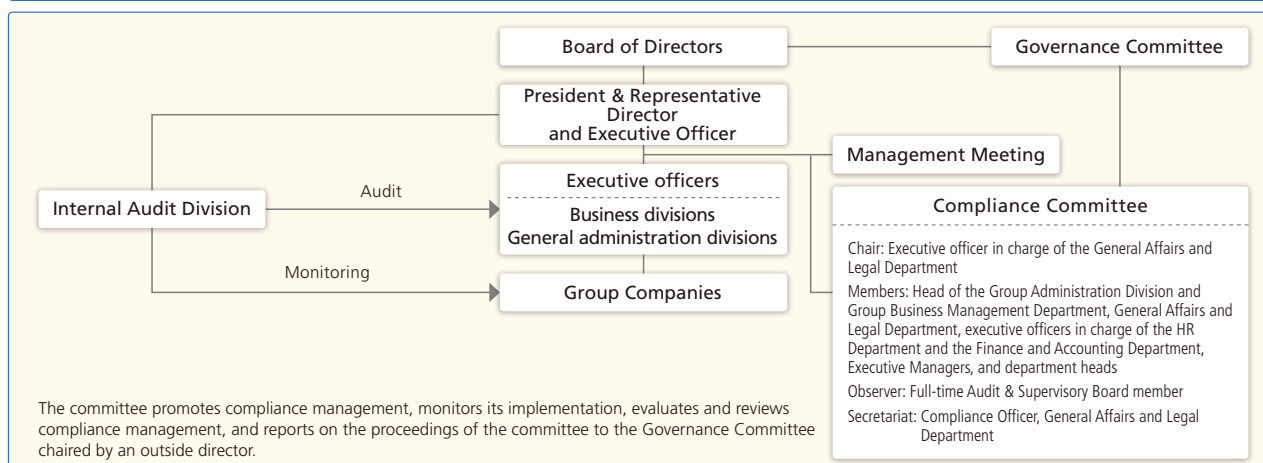 Board of Directors
Governance Committee
President & Representative
Director
and Executive Officer
Management Meeting
Executive officers
Audit
Internal Audit Division
Business divisions
General administration divisions
Monitoring
Group Companies
Compliance Committee
Chair: Executive officer in charge of the General Affairs and
Legal Department
Members: Head of the Group Administration Division and
Group Business Management Department, General Affairs and
Legal Department, executive officers in charge of the HR
Department and the Finance and Accounting Department,
Executive Managers, and department heads
Observer: Full-time Audit & Supervisory Board member
Secretariat: Compliance Officer, General Affairs and Legal
Department
The committee promotes compliance management, monitors its implementation, evaluates and reviews
compliance management, and reports on the proceedings of the committee to the Governance Committee
chaired by an outside director.